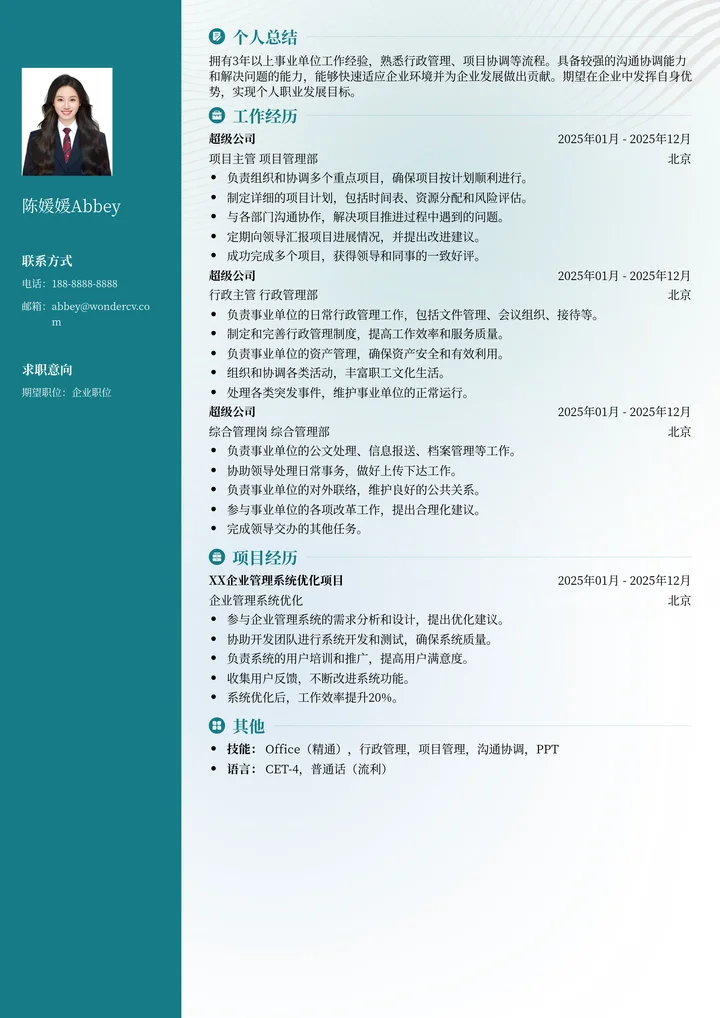 陈媛媛Abbey
联系方式
电话：188-8888-8888
邮箱：abbey@wondercv.co
m
求职意向
期望职位：企业职位
个人总结
拥有3年以上事业单位工作经验，熟悉行政管理、项目协调等流程。具备较强的沟通协调能力
和解决问题的能力，能够快速适应企业环境并为企业发展做出贡献。期望在企业中发挥自身优
势，实现个人职业发展目标。
工作经历
超级公司 2025年01月 - 2025年12月
项目主管 项目管理部 北京
• 负责组织和协调多个重点项目，确保项目按计划顺利进行。
• 制定详细的项目计划，包括时间表、资源分配和风险评估。
• 与各部门沟通协作，解决项目推进过程中遇到的问题。
• 定期向领导汇报项目进展情况，并提出改进建议。
• 成功完成多个项目，获得领导和同事的一致好评。
超级公司 2025年01月 - 2025年12月
行政主管 行政管理部 北京
• 负责事业单位的日常行政管理工作，包括文件管理、会议组织、接待等。
• 制定和完善行政管理制度，提高工作效率和服务质量。
• 负责事业单位的资产管理，确保资产安全和有效利用。
• 组织和协调各类活动，丰富职工文化生活。
• 处理各类突发事件，维护事业单位的正常运行。
超级公司 2025年01月 - 2025年12月
综合管理岗 综合管理部 北京
• 负责事业单位的公文处理、信息报送、档案管理等工作。
• 协助领导处理日常事务，做好上传下达工作。
• 负责事业单位的对外联络，维护良好的公共关系。
• 参与事业单位的各项改革工作，提出合理化建议。
• 完成领导交办的其他任务。
项目经历
XX企业管理系统优化项目 2025年01月 - 2025年12月
企业管理系统优化 北京
• 参与企业管理系统的需求分析和设计，提出优化建议。
• 协助开发团队进行系统开发和测试，确保系统质量。
• 负责系统的用户培训和推广，提高用户满意度。
• 收集用户反馈，不断改进系统功能。
• 系统优化后，工作效率提升20%。
其他
• 技能： Office（精通），行政管理，项目管理，沟通协调，PPT
• 语言： CET-4，普通话（流利）